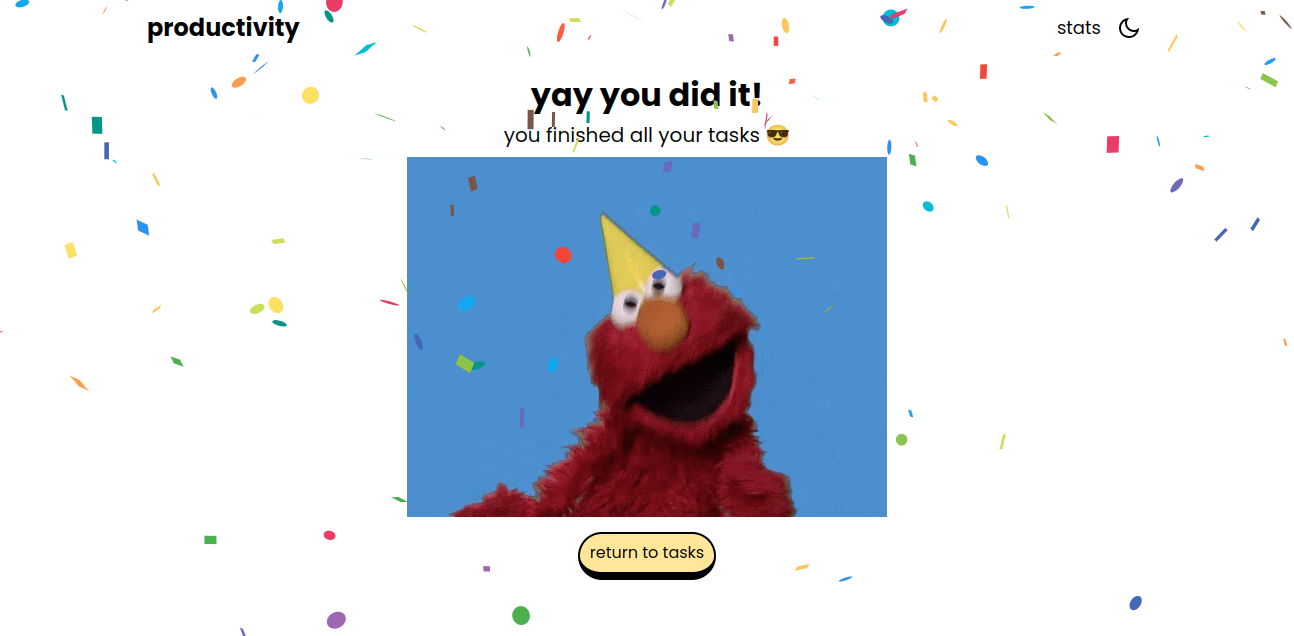 productivity
stats
yay you did it!
you finished all your tasks 😎
return to tasks